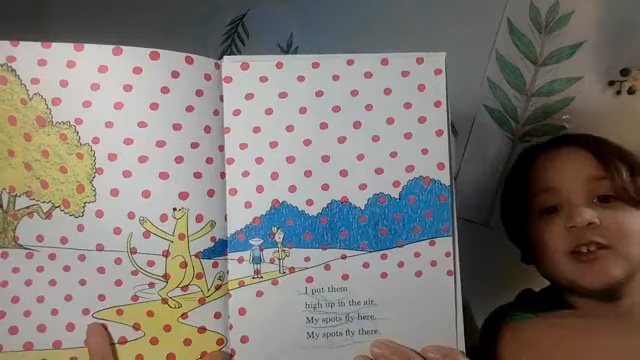 I put them
high up in the air.
My spots fly here.
My spots fly there.